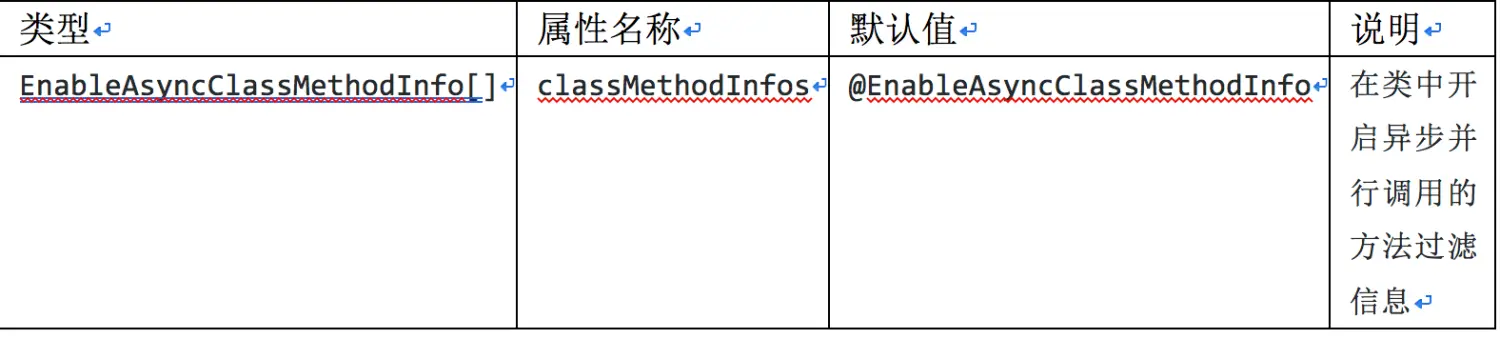 类型 属性名称 默认值 说明
EnableAsyncClassMethodInfo[] classMethodInfos @EnableAsyncClassMethodInfo 在类中开
启异步并
行调用的
方法过滤
信息